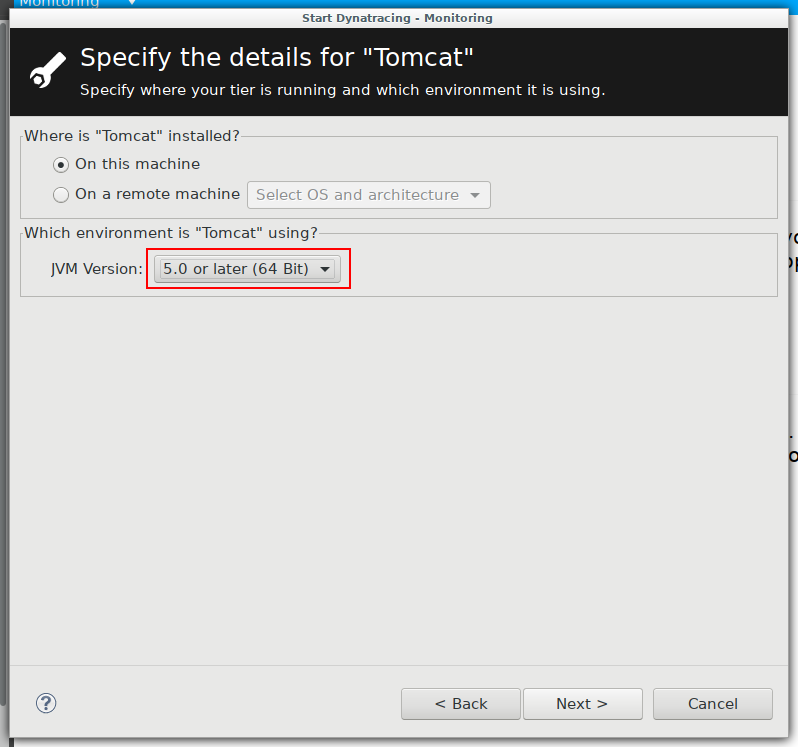 Monitoring
Start Dynatracing - Monitoring
Specify the details for "Tomcat"
Specify where your tier is running and which environment it is using.
Where is "Tomcat" installed?
On this machine
On a remote machine Select OS and architecture
Which environment is "Tomcat" using?
JVM Version: 5.0 or later (64 Bit)
?
< Back Next > Cancel